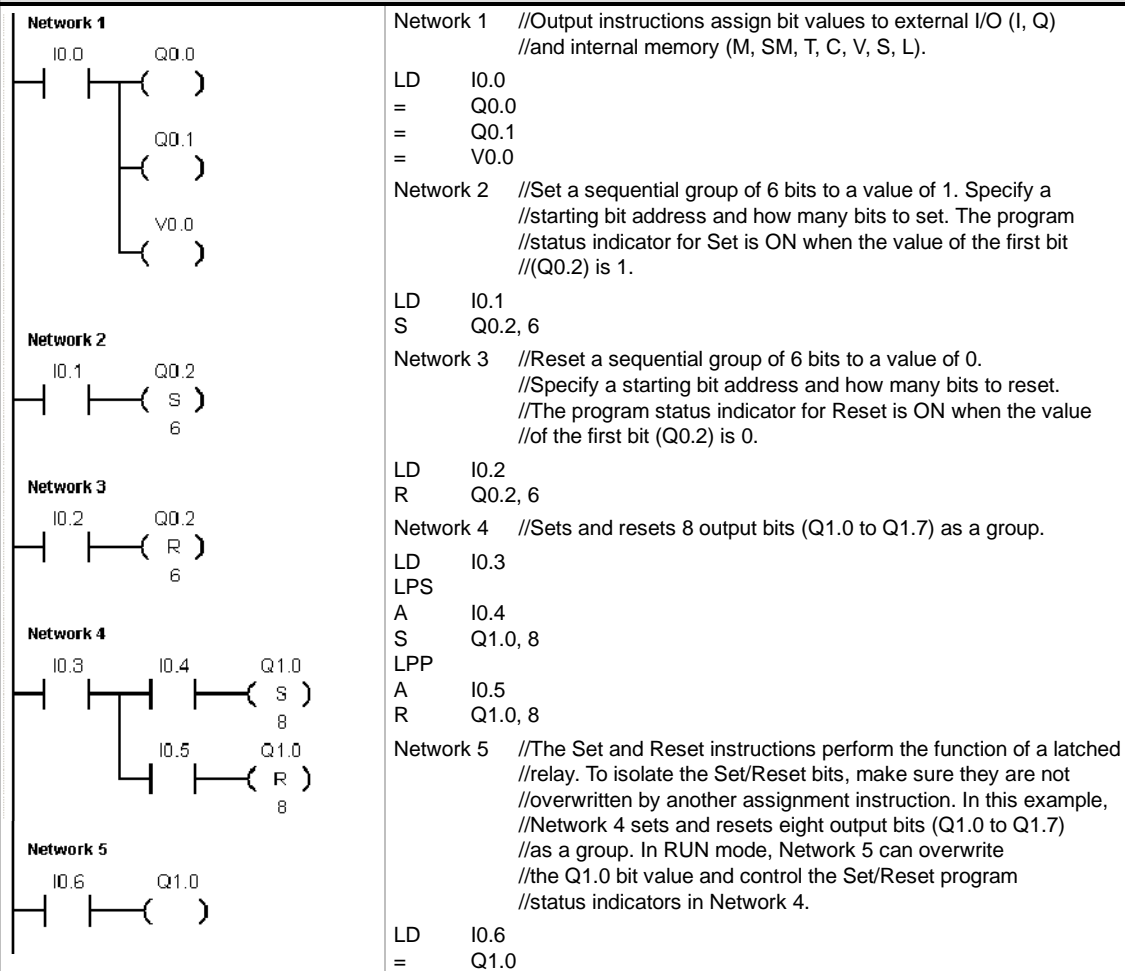 Network 1
I0.0 Q0.0
Q0.1
V0.0
Network 2
I0.1 Q0.2
S
6
Network 3
I0.2 Q0.2
R
6
Network 4
I0.3 I0.4 Q1.0
S
8
I0.5 Q1.0
R
8
Network 5
I0.6 Q1.0
Network 1 //Output instructions assign bit values to external I/O (I, Q)
//and internal memory (M, SM, T, C, V, S, L).
LD I0.0
= Q0.0
= Q0.1
= V0.0
Network 2 //Set a sequential group of 6 bits to a value of 1. Specify a
//starting bit address and how many bits to set. The program
//status indicator for Set is ON when the value of the first bit
//(Q0.2) is 1.
LD I0.1
S Q0.2, 6
Network 3 //Reset a sequential group of 6 bits to a value of 0.
//Specify a starting bit address and how many bits to reset.
//The program status indicator for Reset is ON when the value
//of the first bit (Q0.2) is 0.
LD I0.2
R Q0.2, 6
Network 4 //Sets and resets 8 output bits (Q1.0 to Q1.7) as a group.
LD I0.3
LPS
A I0.4
S Q1.0, 8
LPP
A I0.5
R Q1.0, 8
Network 5 //The Set and Reset instructions perform the function of a latched
//relay. To isolate the Set/Reset bits, make sure they are not
//overwritten by another assignment instruction. In this example,
//Network 4 sets and resets eight output bits (Q1.0 to Q1.7)
//as a group. In RUN mode, Network 5 can overwrite
//the Q1.0 bit value and control the Set/Reset program
//status indicators in Network 4.
LD I0.6
= Q1.0